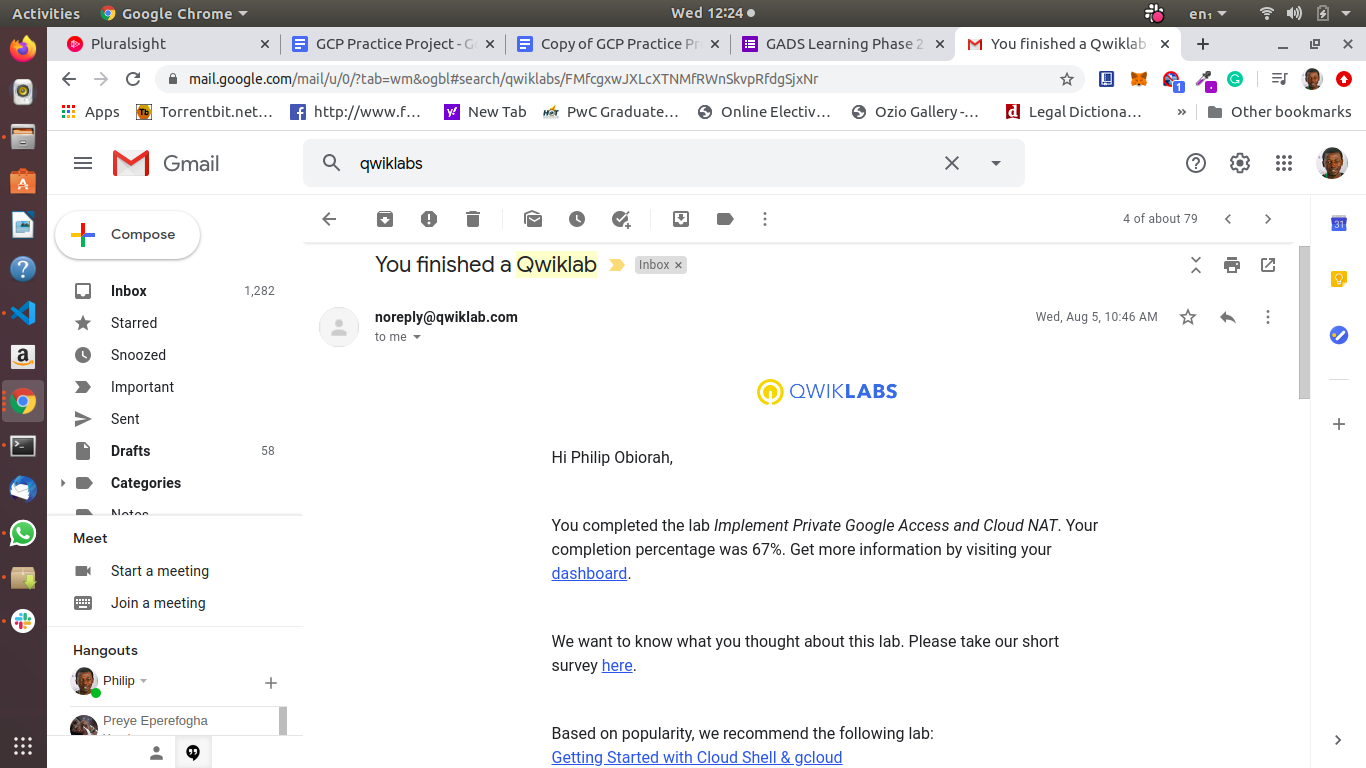 Activities
Google Chrome
Wed 12:24
en₁
Pluralsight
GCP Practice Project - G
Copy of GCP Practice Pr
GADS Learning Phase 2
You finished a Qwiklab
mail.google.com/mail/u/0/?tab=wm&ogbl#search/qwiklabs/FMfcgxwJXLcXTNMfRWnSkvpRfdgSjxNr
Apps
Torrentbit.net…
http://www.f…
New Tab
PwC Graduate…
Online Electiv…
Ozio Gallery -…
Legal Dictiona…
»
Other bookmarks
Gmail
qwiklabs
Compose
4 of about 79
You finished a Qwiklab
Inbox
Inbox 1,282
Starred
Snoozed
Important
Sent
Drafts 58
Categories
Notes
noreply@qwiklab.com
to me
Wed, Aug 5, 10:46 AM
QWIKLABS
Hi Philip Obiorah,
You completed the lab Implement Private Google Access and Cloud NAT. Your
completion percentage was 67%. Get more information by visiting your
dashboard.
We want to know what you thought about this lab. Please take our short
survey here.
Based on popularity, we recommend the following lab:
Getting Started with Cloud Shell & gcloud
Meet
Start a meeting
Join a meeting
Hangouts
Philip
Preye Eperefogha
31
1